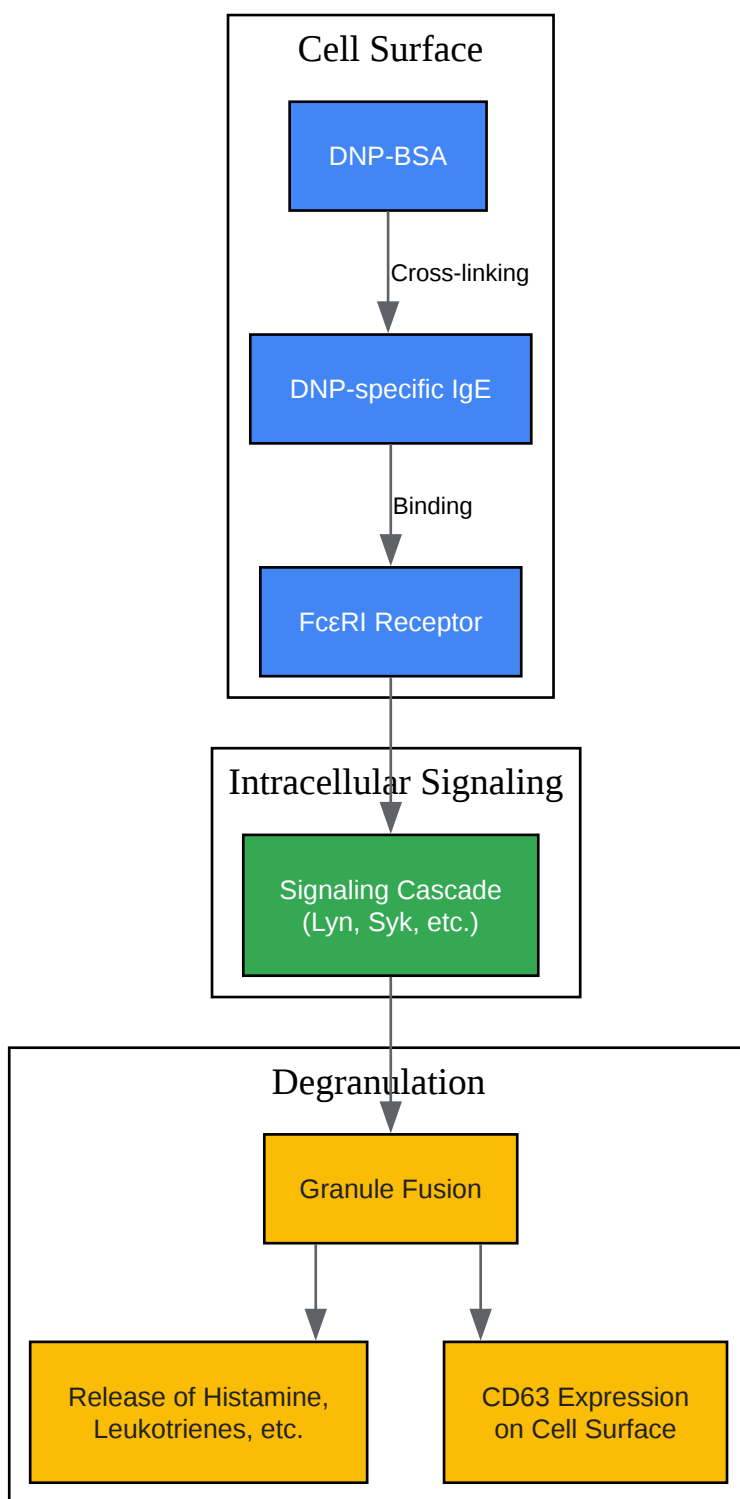 Cell Surface
DNP-BSA
Cross-linking
DNP-specific IgE
Binding
FcεRI Receptor
Intracellular Signaling
Signaling Cascade
(Lyn, Syk, etc.)
Degranulation
Granule Fusion
Release of Histamine,
Leukotrienes, etc.
CD63 Expression
on Cell Surface